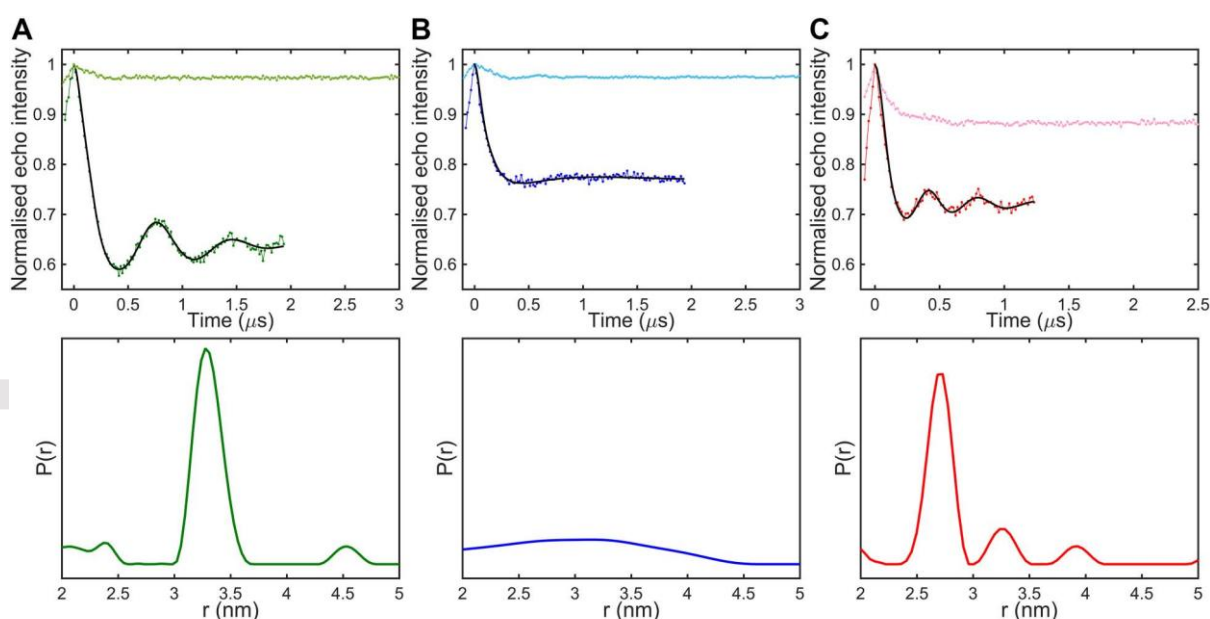 A
Normalised echo intensity
1
0.9
0.8
0.7
0.6
0 0.5 1 1.5 2 2.5 3
Time (μs)
B
Normalised echo intensity
1
0.9
0.8
0.7
0.6
0 0.5 1 1.5 2 2.5 3
Time (μs)
C
Normalised echo intensity
1
0.9
0.8
0.7
0.6
0 0.5 1 1.5 2 2.5
Time (μs)
P(r)
2 2.5 3 3.5 4 4.5 5
r (nm)
P(r)
2 2.5 3 3.5 4 4.5 5
r (nm)
P(r)
2 2.5 3 3.5 4 4.5 5
r (nm)